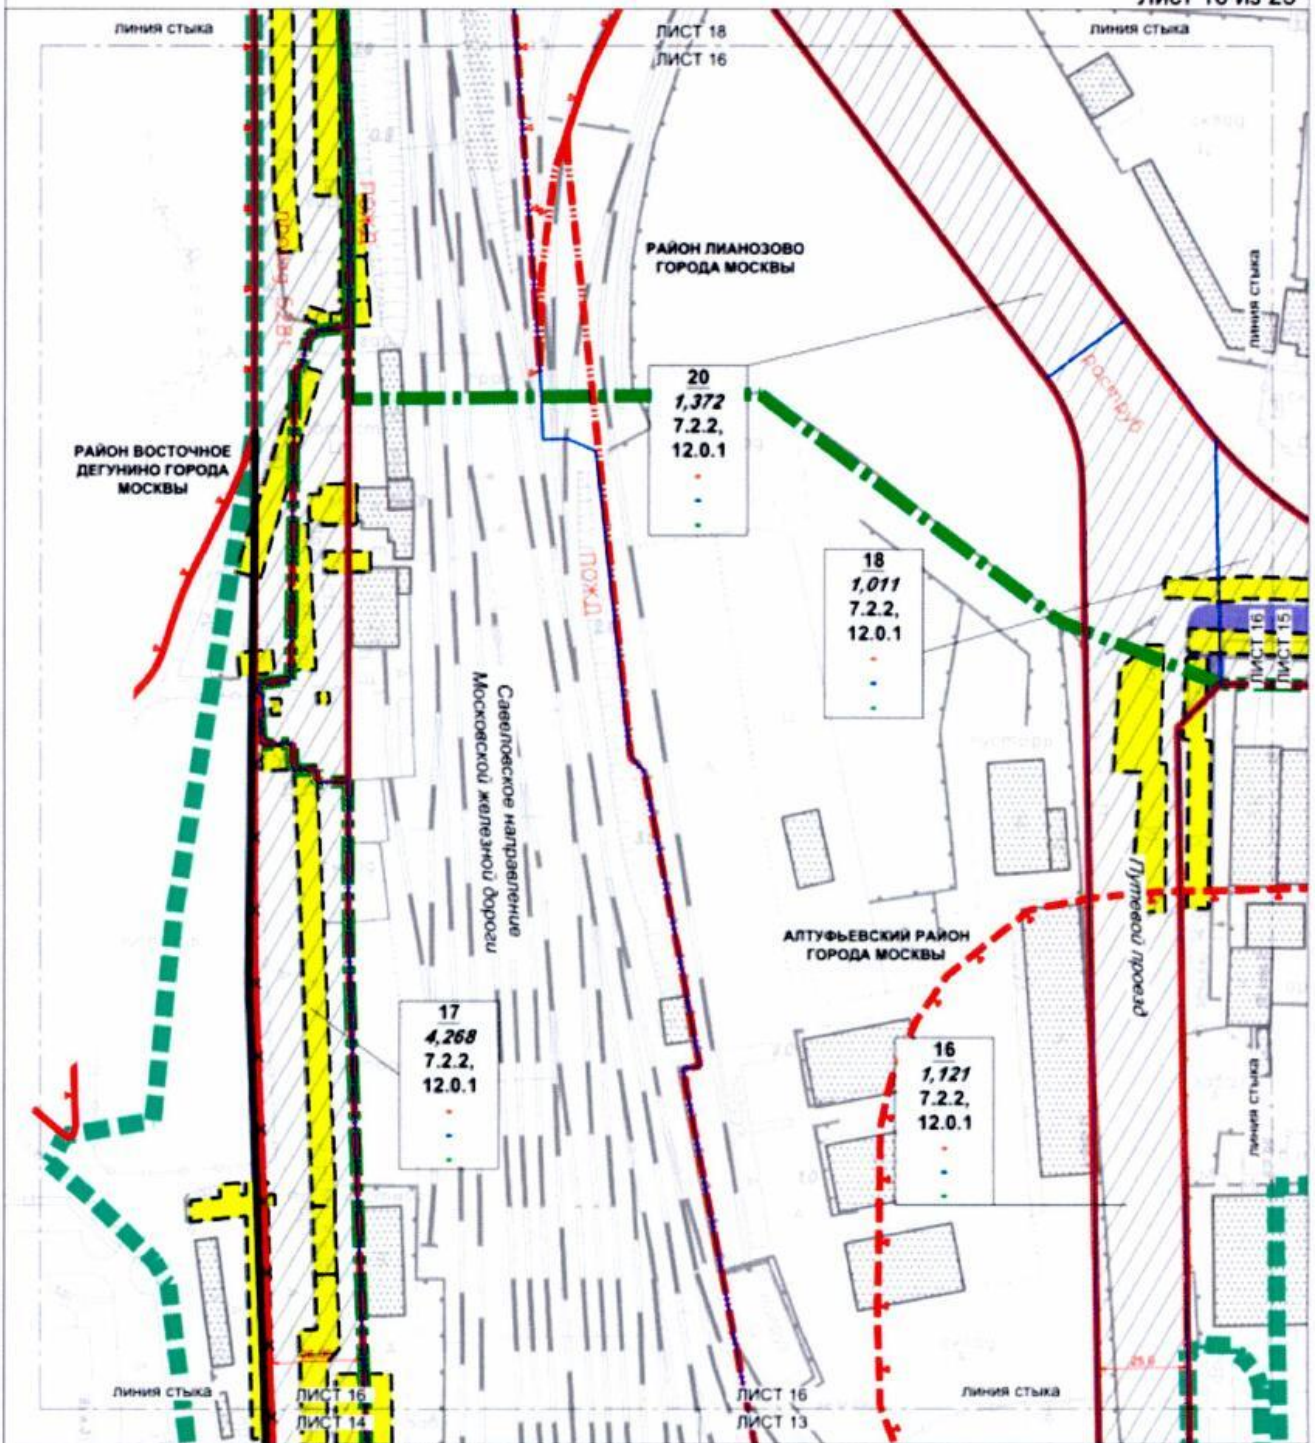 линия стыка
ЛИСТ 18
ЛИСТ 16
линия стыка
ПОЖД
РАЙОН ЛИАНОЗОВО
ГОРОДА МОСКВЫ
линия стыка
раструб
20
1,372
7.2.2,
12.0.1
РАЙОН ВОСТОЧНОЕ
ДЕГУНИНО ГОРОДА
МОСКВЫ
ПОЖД
18
1,011
7.2.2,
12.0.1
ЛИСТ 16
ЛИСТ 15
Савеловское направление
Московской железной дороги
Путевой проезд
АЛТУФЬЕВСКИЙ РАЙОН
ГОРОДА МОСКВЫ
17
4,268
7.2.2,
12.0.1
16
1,121
7.2.2,
12.0.1
линия стыка
25,0
линия стыка
ЛИСТ 16
ЛИСТ 14
ЛИСТ 16
ЛИСТ 13
линия стыка